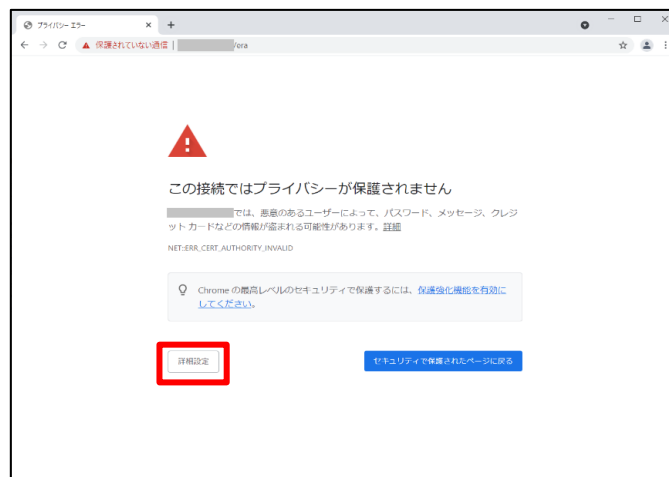 プライバシー エラー
保護されていない通信 | /era
この接続ではプライバシーが保護されません
では、悪意のあるユーザーによって、パスワード、メッセージ、クレジ
ット カードなどの情報が盗まれる可能性があります。詳細
NET::ERR_CERT_AUTHORITY_INVALID
Chrome の最高レベルのセキュリティで保護するには、保護強化機能を有効に
してください。
詳細設定
セキュリティで保護されたページに戻る